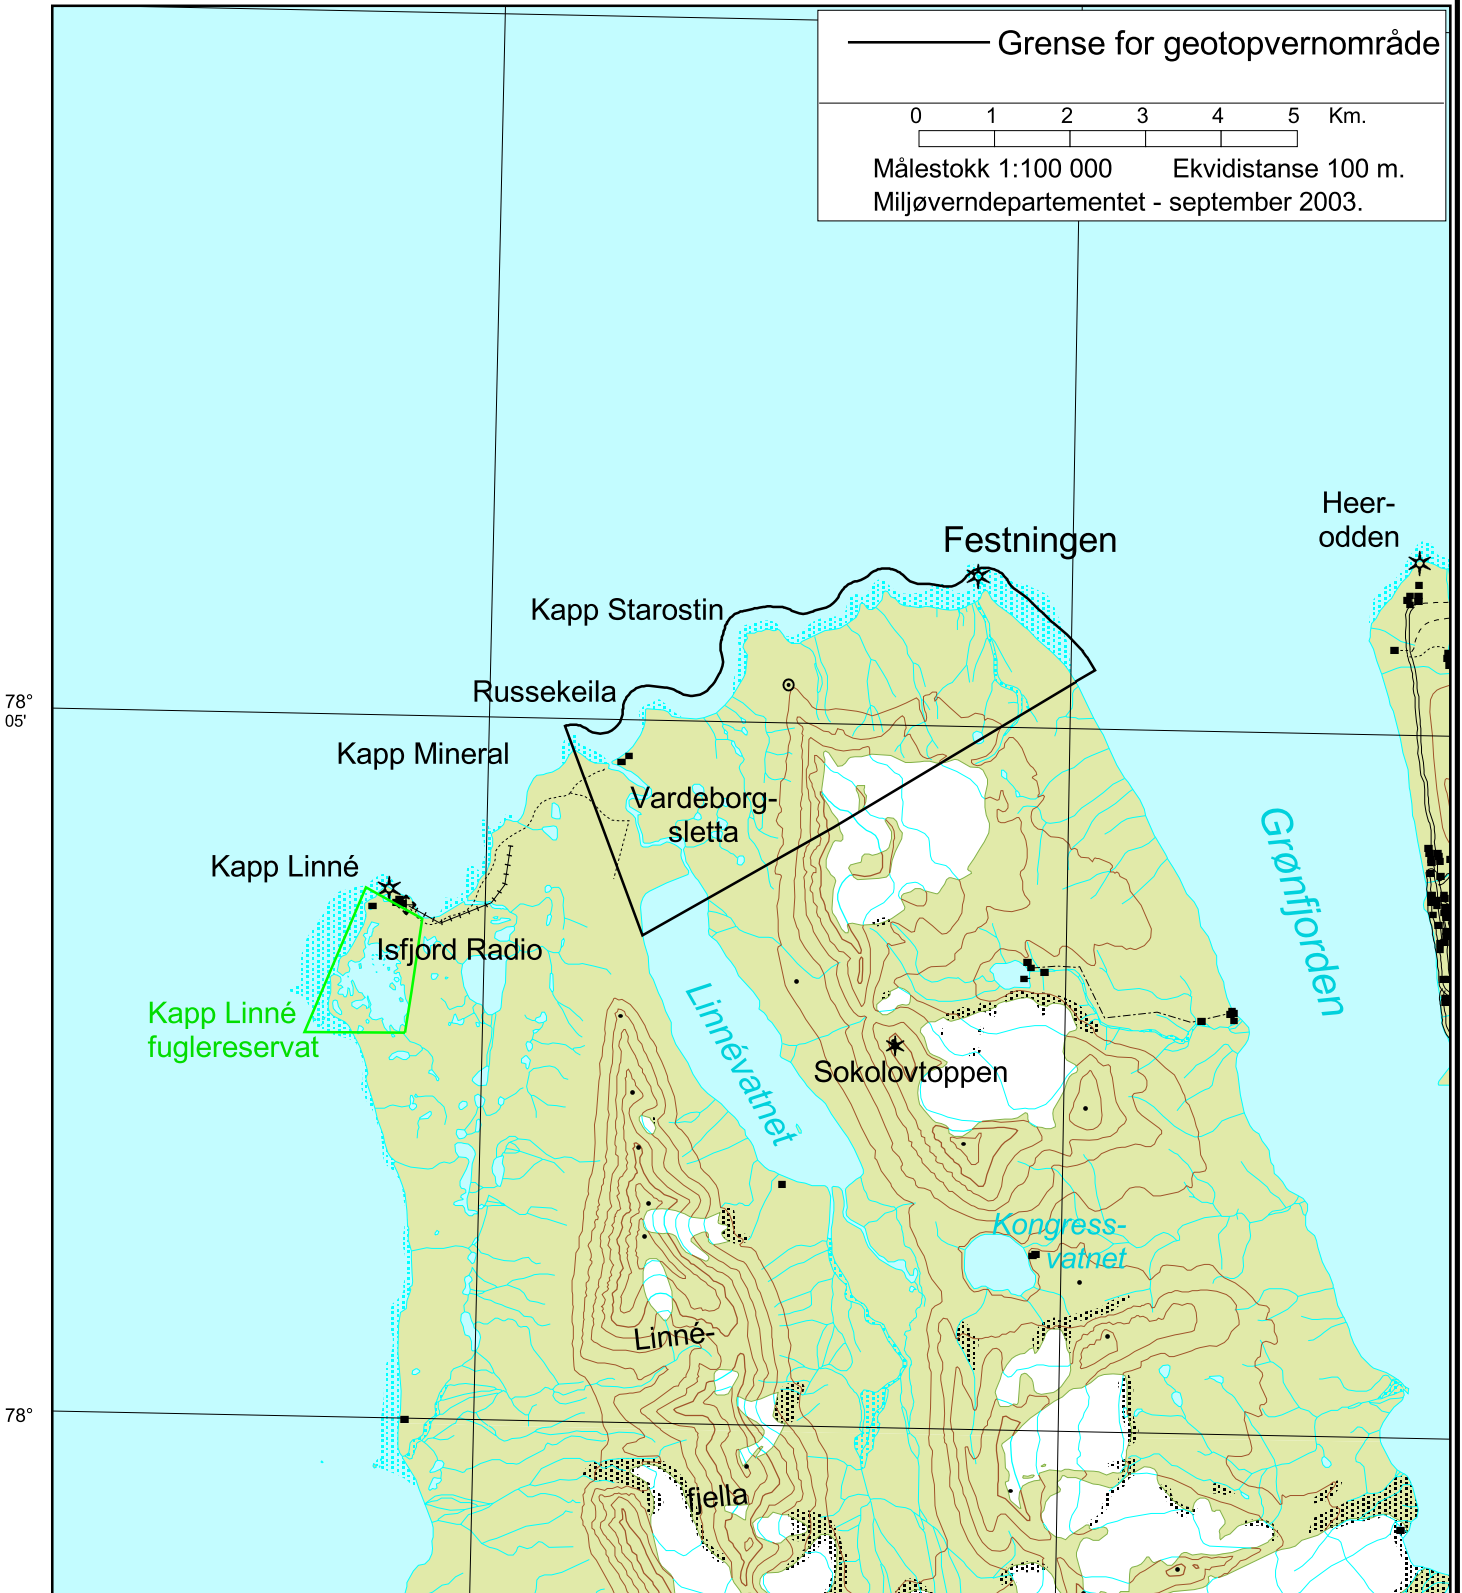 Grense for geotopvernområde
0 1 2 3 4 5 Km.
Målestokk 1:100 000 Ekvidistanse 100 m.
Miljøverndepartementet - september 2003.
Heer-
odden
Festningen
Kapp Starostin
Russekeila
78°
05'
Kapp Mineral
Vardeborg-
sletta
Grønfjorden
Kapp Linné
Isfjord Radio
Linnévatnet
Kapp Linné
fuglereservat
Sokolovtoppen
Kongress-
vatnet
Linné-
78°
fjella